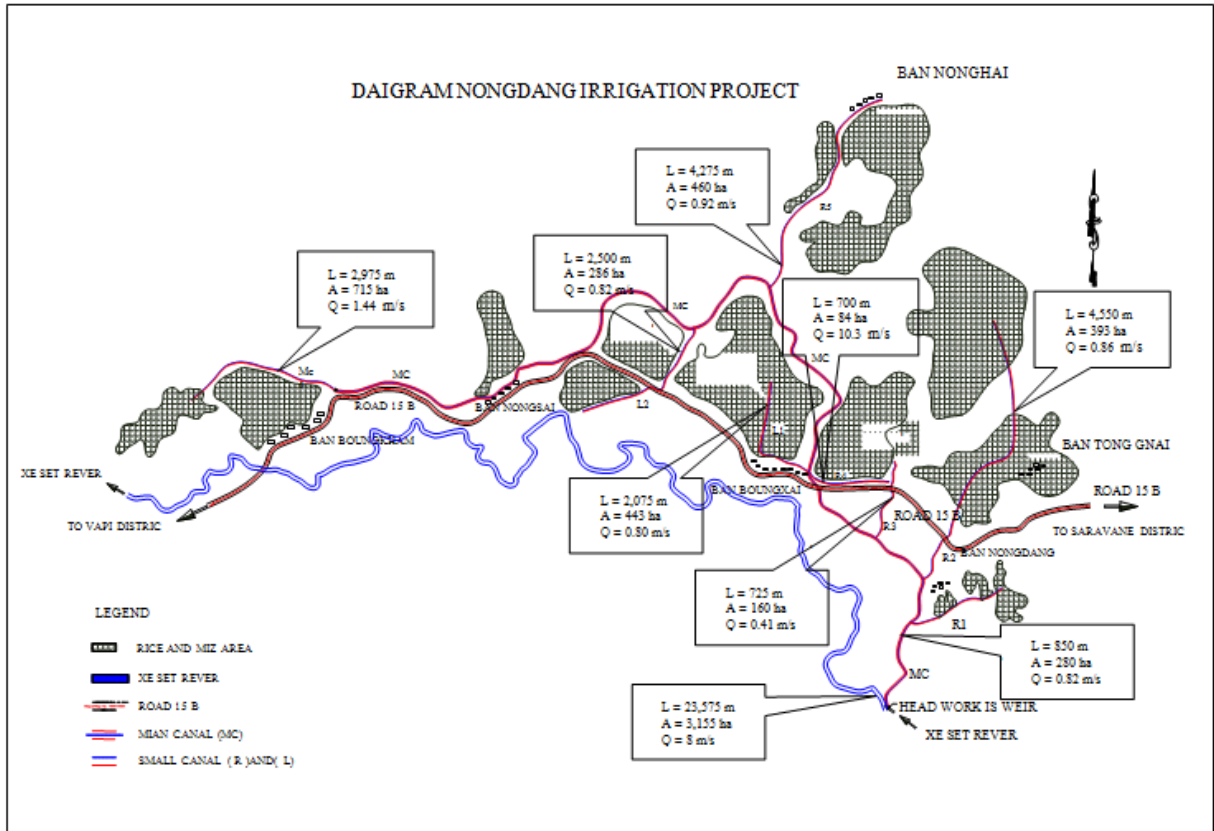 BAN NONGHAI
DAIGRAM NONGDANG IRRIGATION PROJECT
L = 4,275 m
A = 460 ha
Q = 0.92 m/s
R5
L = 2,500 m
A = 286 ha
Q = 0.82 m/s
L = 2,975 m
A = 715 ha
Q = 1.44 m/s
MC
L = 700 m
A = 84 ha
Q = 10.3 m/s
L = 4,550 m
A = 393 ha
Q = 0.86 m/s
MC
Mc
MC
ROAD 15 B
BAN NONGSAI
L2
BAN BOUNGKHAM
BAN TONG GNAI
XE SET REVER
BAN BOUNGXAI
ROAD 15 B
TO VAPI DISTRIC
L = 2,075 m
A = 443 ha
Q = 0.80 m/s
ROAD 15 B
R3
TO SARAVANE DISTRIC
R2
BAN NONGDANG
L = 725 m
A = 160 ha
Q = 0.41 m/s
R1
LEGEND
RICE AND MIZ AREA
XE SET REVER
ROAD 15 B
MIAN CANAL (MC)
SMALL CANAL ( R )AND( L)
L = 850 m
A = 280 ha
Q = 0.82 m/s
MC
L = 23,575 m
A = 3,155 ha
Q = 8 m/s
HEAD WORK IS WEIR
XE SET REVER